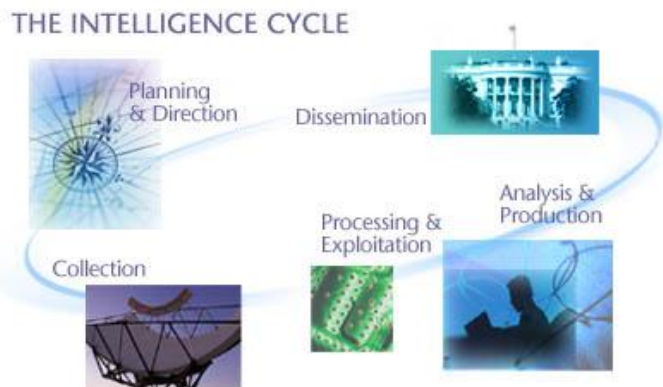 THE INTELLIGENCE CYCLE
Planning
& Direction
Dissemination
Analysis &
Production
Processing &
Exploitation
Collection